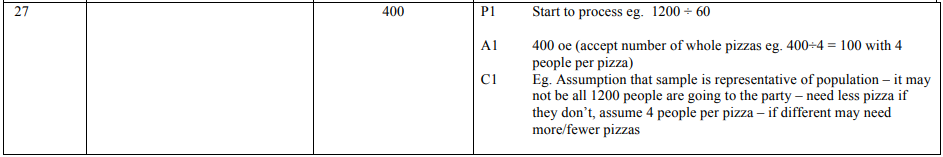 27 400 P1 Start to process eg. 1200 ÷ 60
A1 400 oe (accept number of whole pizzas eg. 400÷4 = 100 with 4
people per pizza)
C1 Eg. Assumption that sample is representative of population – it may
not be all 1200 people are going to the party – need less pizza if
they don’t, assume 4 people per pizza – if different may need
more/fewer pizzas